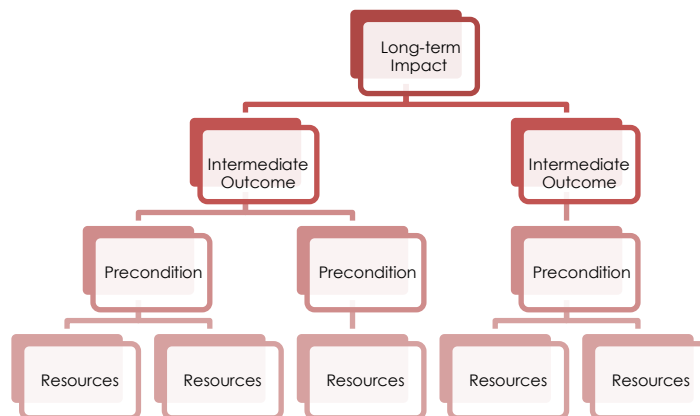 Long-term
Impact
Intermediate
Outcome
Intermediate
Outcome
Precondition
Precondition
Precondition
Resources
Resources
Resources
Resources
Resources